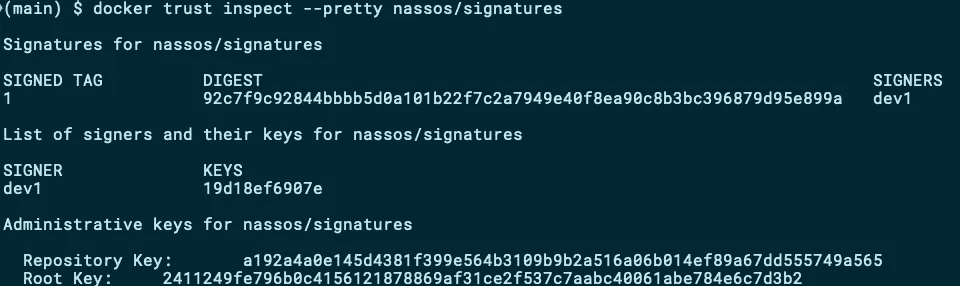 (main) $ docker trust inspect --pretty nassos/signatures
Signatures for nassos/signatures
SIGNED TAG DIGEST SIGNERS
1 92c7f9c92844bbbb5d0a101b22f7c2a7949e40f8ea90c8b3bc396879d95e899a dev1
List of signers and their keys for nassos/signatures
SIGNER KEYS
dev1 19d18ef6907e
Administrative keys for nassos/signatures
Repository Key: a192a4a0e145d4381f399e564b3109b9b2a516a06b014ef89a67dd555749a565
Root Key: 2411249fe796b0c4156121878869af31ce2f537c7aabc40061abe784e6c7d3b2